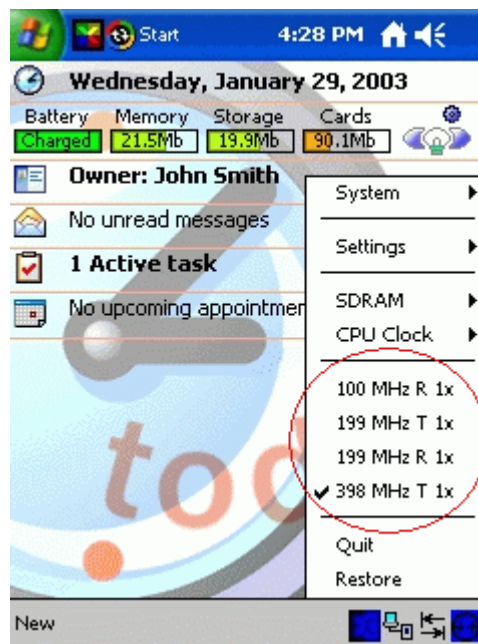 Start 4:28 PM
Wednesday, January 29, 2003
Battery Memory Storage Cards
Charged 21.5Mb 19.9Mb 90.1Mb
Owner: John Smith
No unread messages
1 Active task
No upcoming appointmen
tod
System
Settings
SDRAM
CPU Clock
100 MHz R 1x
199 MHz T 1x
199 MHz R 1x
398 MHz T 1x
Quit
Restore
New